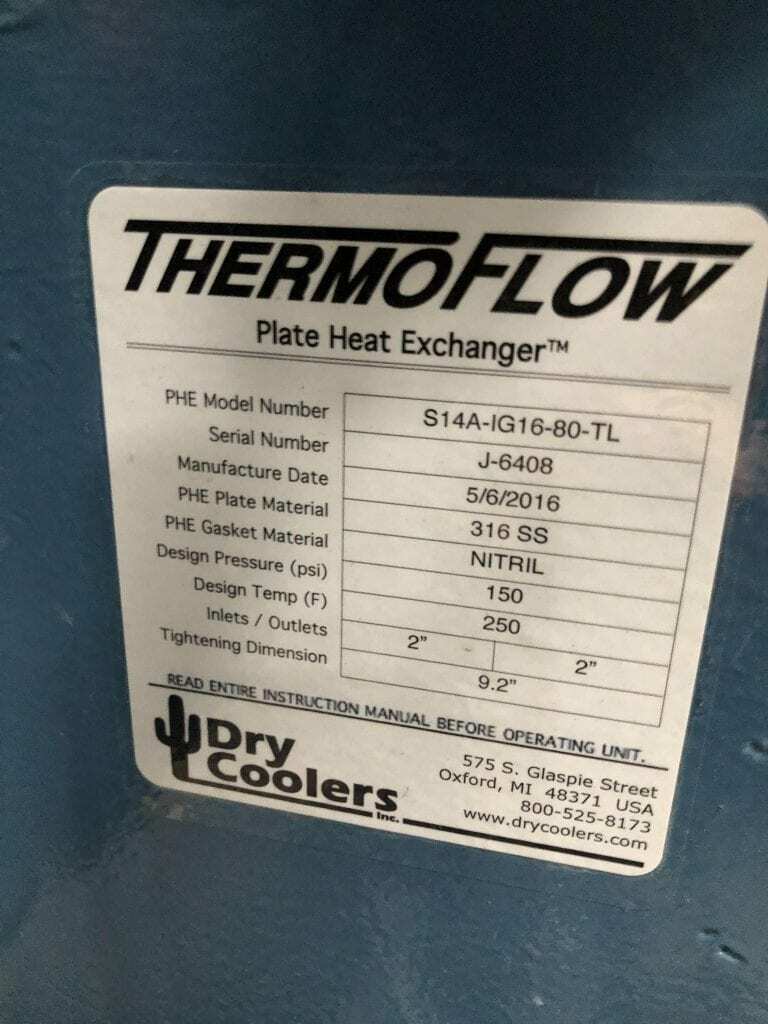 THERMOFLOW
Plate Heat Exchanger™
PHE Model Number S14A-IG16-80-TL
Serial Number J-6408
Manufacture Date 5/6/2016
PHE Plate Material 316 SS
PHE Gasket Material NITRIL
Design Pressure (psi) 150
Design Temp (F) 250
Inlets / Outlets 2" 2"
Tightening Dimension 9.2"
READ ENTIRE INSTRUCTION MANUAL BEFORE OPERATING UNIT.
Dry
Coolers
Inc.
575 S. Glaspie Street
Oxford, MI 48371 USA
800-525-8173
www.drycoolers.com